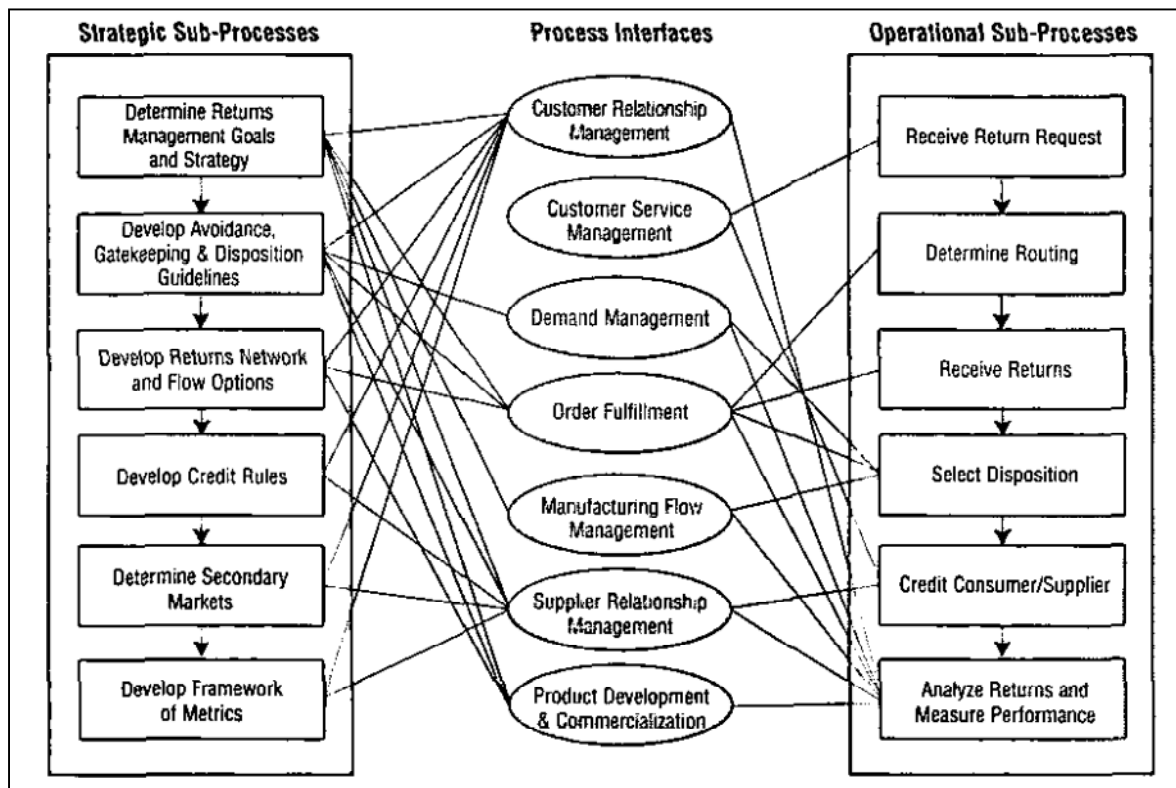 Strategic Sub-Processes
Determine Returns
Management Goals
and Strategy
Develop Avoidance,
Gatekeeping & Disposition
Guidelines
Develop Returns Network
and Flow Options
Develop Credit Rules
Determine Secondary
Markets
Develop Framework
of Metrics
Process Interfaces
Customer Relationship
Management
Customer Service
Management
Demand Management
Order Fulfillment
Manufacturing Flow
Management
Supplier Relationship
Management
Product Development
& Commercialization
Operational Sub-Processes
Receive Return Request
Determine Routing
Receive Returns
Select Disposition
Credit Consumer/Supplier
Analyze Returns and
Measure Performance